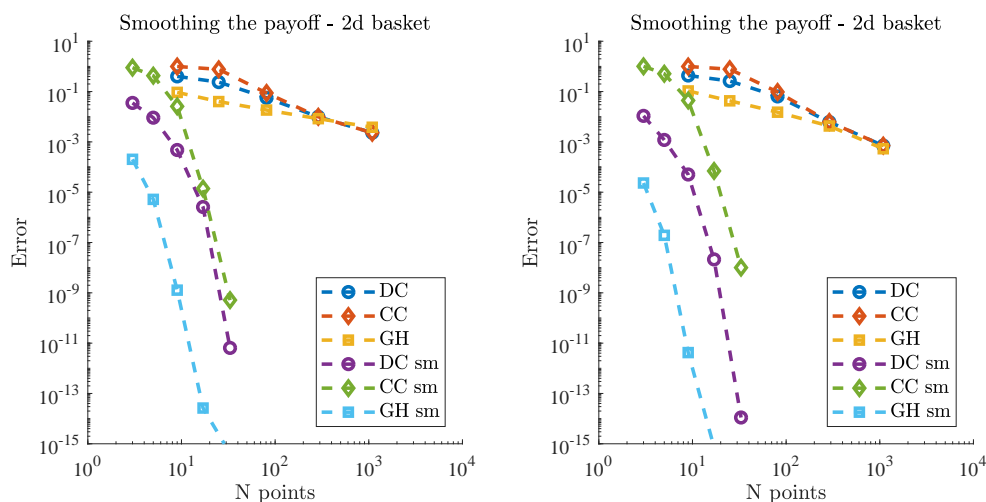 Smoothing the payoff - 2d basket
10^1
10^-1
10^-3
10^-5
10^-7
10^-9
10^-11
10^-13
10^-15
Error
DC
CC
GH
DC sm
CC sm
GH sm
10^0
10^1
10^2
10^3
10^4
N points
Smoothing the payoff - 2d basket
10^1
10^-1
10^-3
10^-5
10^-7
10^-9
10^-11
10^-13
10^-15
Error
DC
CC
GH
DC sm
CC sm
GH sm
10^0
10^1
10^2
10^3
10^4
N points